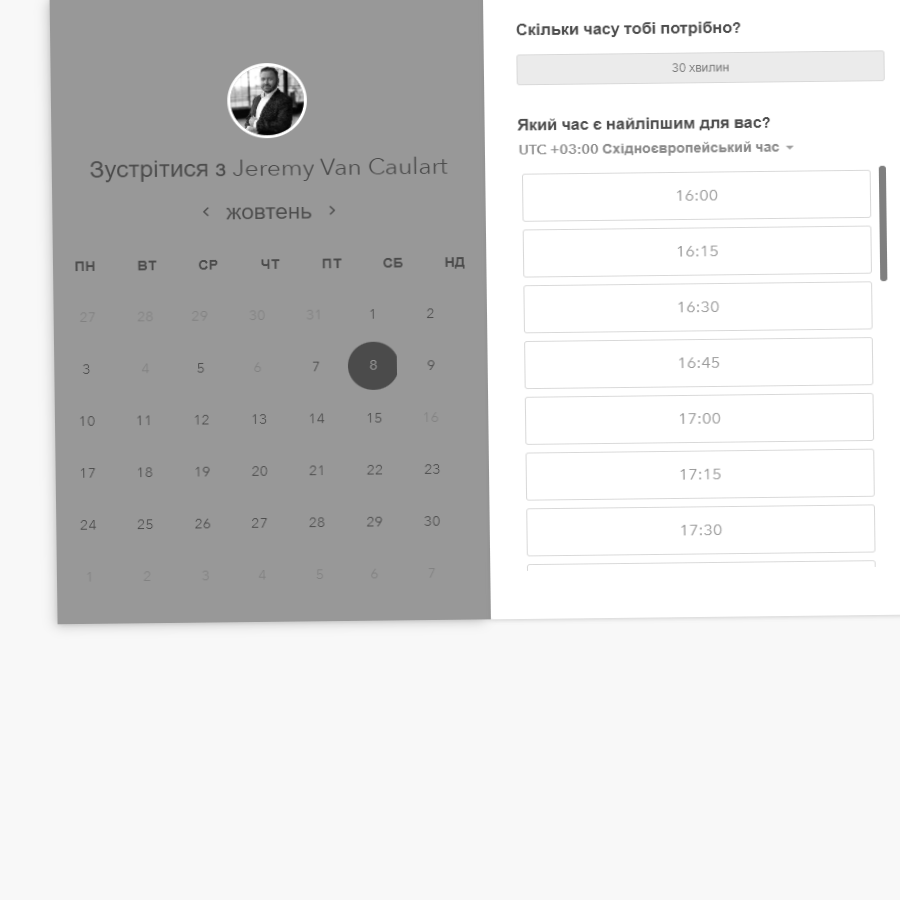 Зустрітися з Jeremy Van Caulart
жовтень
ПН ВТ СР ЧТ ПТ СБ НД
27 28 29 30 31 1 2
3 4 5 6 7 8 9
10 11 12 13 14 15 16
17 18 19 20 21 22 23
24 25 26 27 28 29 30
1 2 3 4 5 6 7
Скільки часу тобі потрібно?
30 хвилин
Який час є найліпшим для вас?
UTC +03:00 Східноєвропейський час
16:00
16:15
16:30
16:45
17:00
17:15
17:30